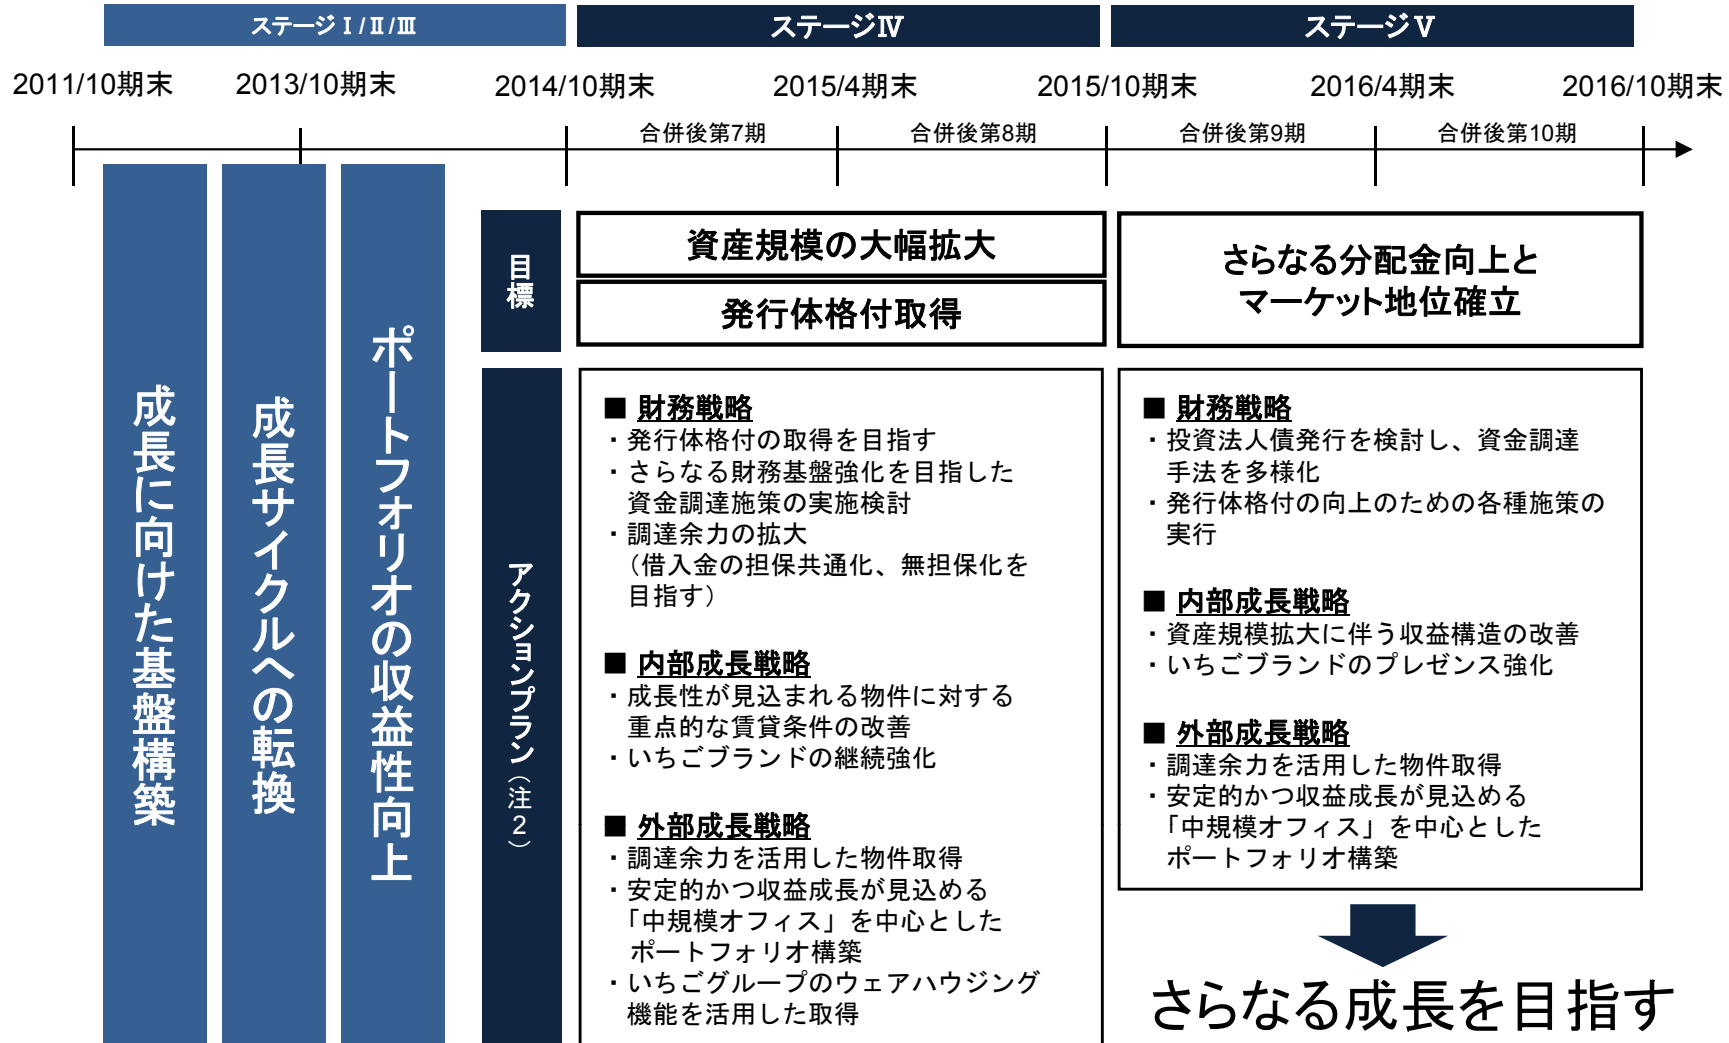 ステージⅠ/Ⅱ/Ⅲ
ステージⅣ
ステージⅤ
2011/10期末
2013/10期末
2014/10期末
2015/4期末
2015/10期末
2016/4期末
2016/10期末
合併後第7期
合併後第8期
合併後第9期
合併後第10期
成長に向けた基盤構築
成長サイクルへの転換
ポートフォリオの収益性向上
目標
資産規模の大幅拡大
発行体格付取得
さらなる分配金向上と
マーケット地位確立
アクションプラン（注2）
■ 財務戦略
・発行体格付の取得を目指す
・さらなる財務基盤強化を目指した
資金調達施策の実施検討
・調達余力の拡大
（借入金の担保共通化、無担保化を
目指す）
■ 内部成長戦略
・成長性が見込まれる物件に対する
重点的な賃貸条件の改善
・いちごブランドの継続強化
■ 外部成長戦略
・調達余力を活用した物件取得
・安定的かつ収益成長が見込める
「中規模オフィス」を中心とした
ポートフォリオ構築
・いちごグループのウェアハウジング
機能を活用した取得
■ 財務戦略
・投資法人債発行を検討し、資金調達
手法を多様化
・発行体格付の向上のための各種施策の
実行
■ 内部成長戦略
・資産規模拡大に伴う収益構造の改善
・いちごブランドのプレゼンス強化
■ 外部成長戦略
・調達余力を活用した物件取得
・安定的かつ収益成長が見込める
「中規模オフィス」を中心とした
ポートフォリオ構築
さらなる成長を目指す